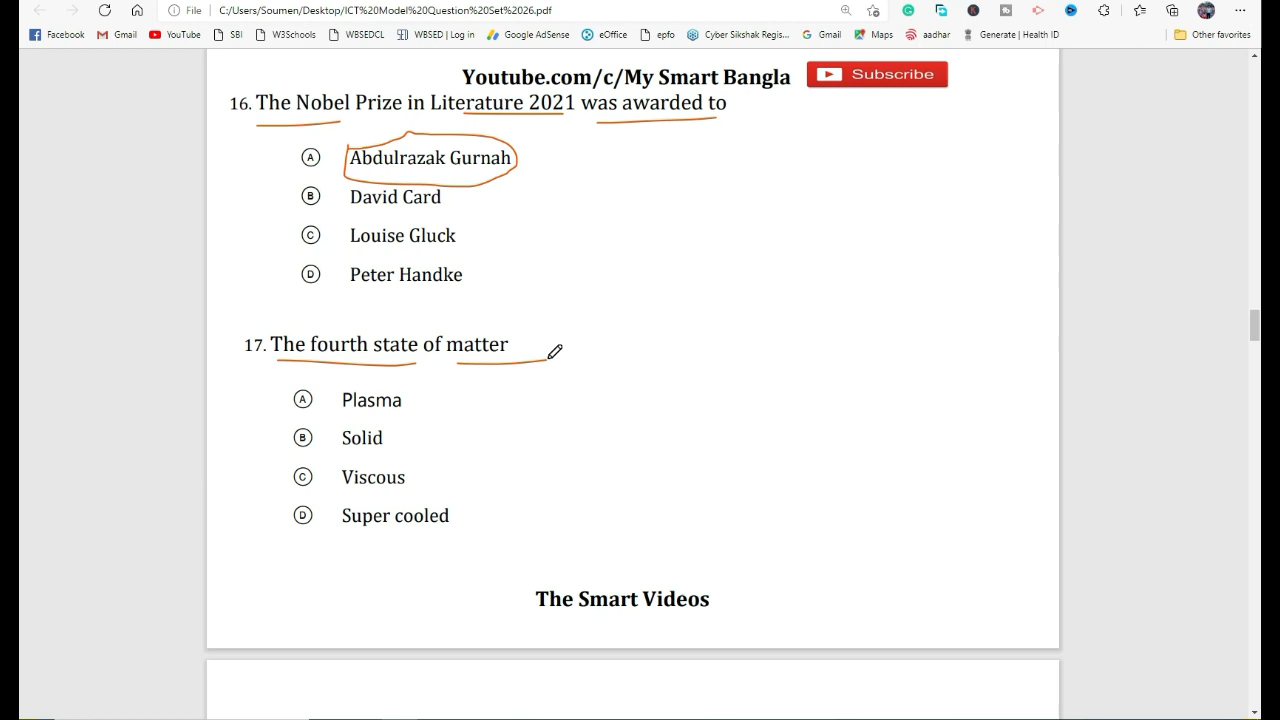 File C:/Users/Soumen/Desktop/ICT%20Model%20Question%20Set%2026.pdf
Facebook Gmail YouTube SBI W3Schools WBSEDCL WBSED | Log in Google AdSense eOffice epfo Cyber Sikshak Regis... Gmail Maps aadhar Generate | Health ID Other favorites
Youtube.com/c/My Smart Bangla Subscribe
16. The Nobel Prize in Literature 2021 was awarded to
A Abdulrazak Gurnah
B David Card
C Louise Gluck
D Peter Handke
17. The fourth state of matter
A Plasma
B Solid
C Viscous
D Super cooled
The Smart Videos